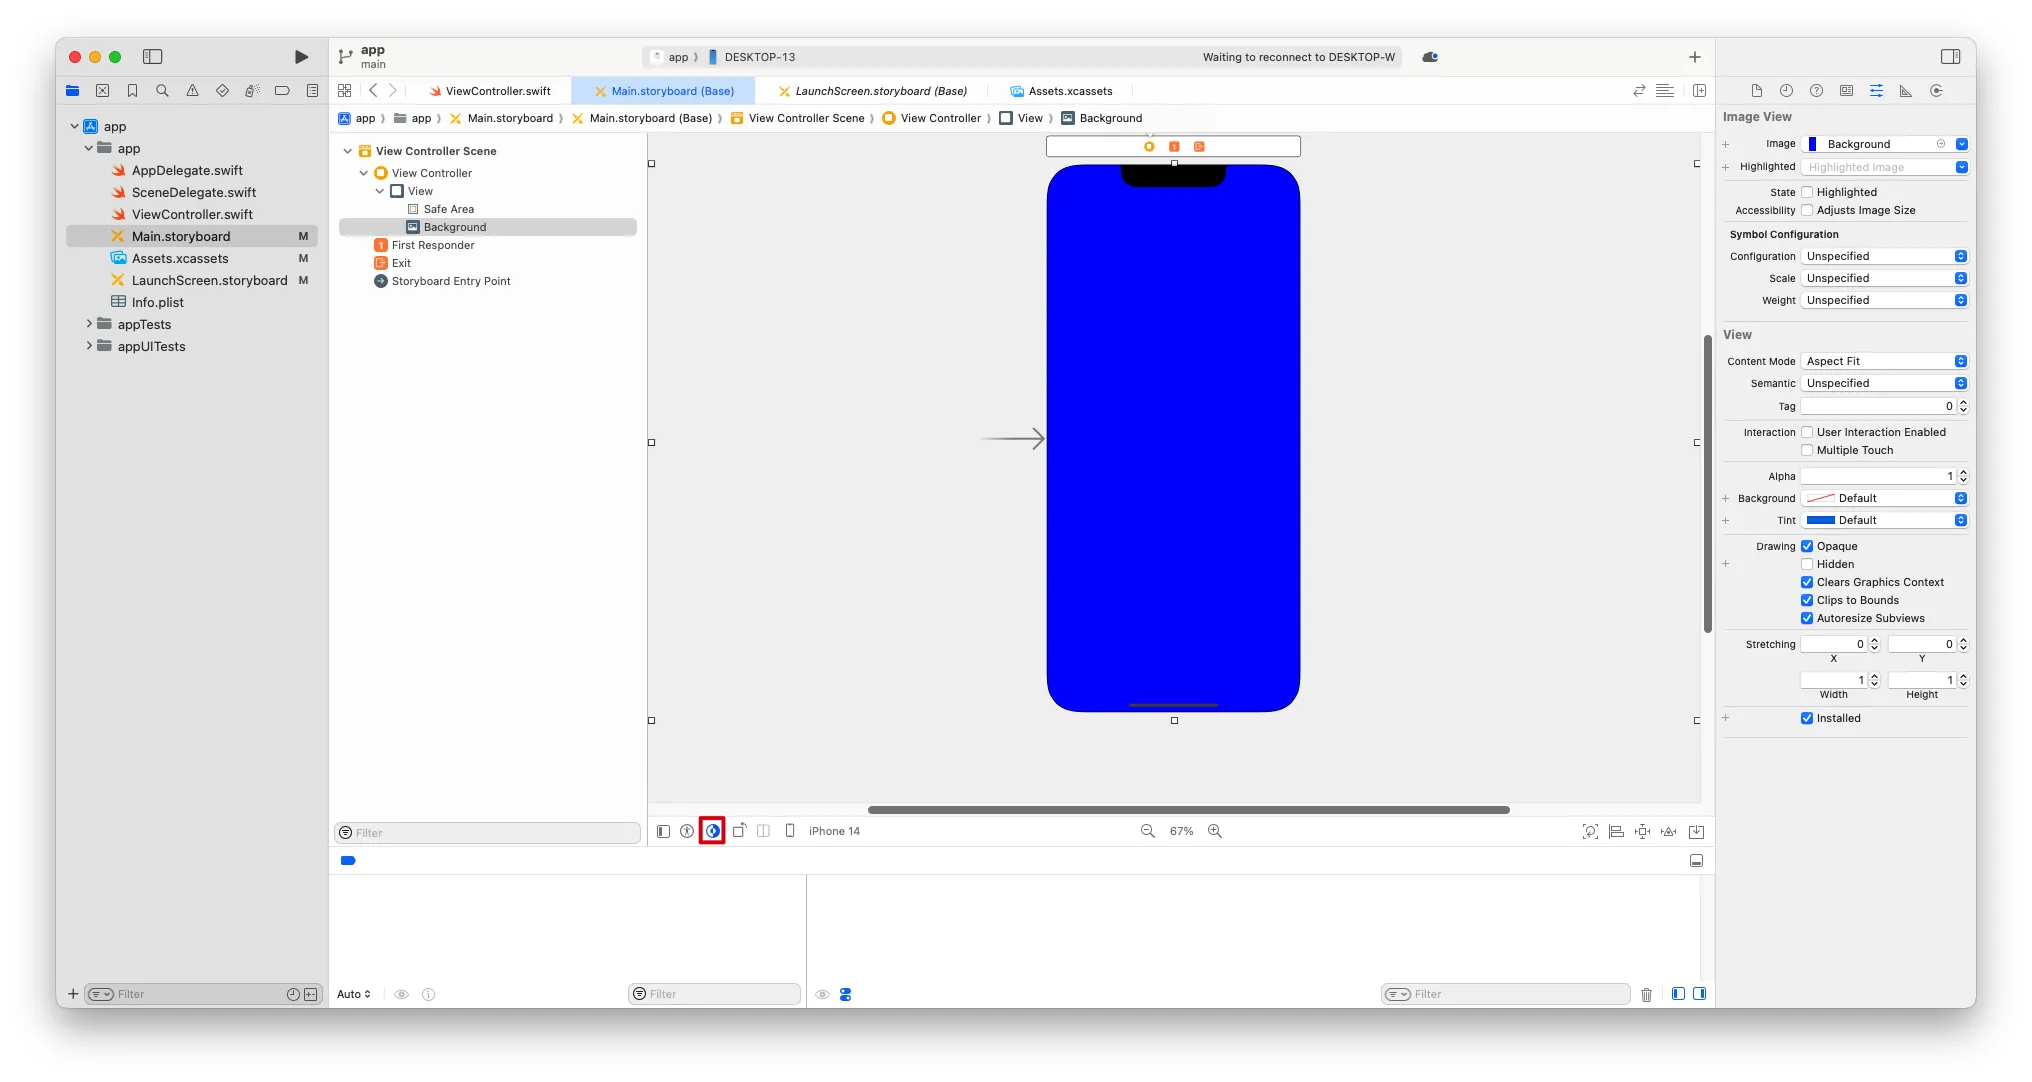 app
main
app
DESKTOP-13
Waiting to reconnect to DESKTOP-W
ViewController.swift
Main.storyboard (Base)
LaunchScreen.storyboard (Base)
Assets.xcassets
app
app
Main.storyboard
Main.storyboard (Base)
View Controller Scene
View Controller
View
Background
app
app
AppDelegate.swift
SceneDelegate.swift
ViewController.swift
Main.storyboard M
Assets.xcassets M
LaunchScreen.storyboard M
Info.plist
appTests
appUITests
Filter
View Controller Scene
View Controller
View
Safe Area
Background
First Responder
Exit
Storyboard Entry Point
Filter
iPhone 14
67%
Auto
Filter
Filter
Image View
Image Background
Highlighted Highlighted Image
State Highlighted
Accessibility Adjusts Image Size
Symbol Configuration
Configuration Unspecified
Scale Unspecified
Weight Unspecified
View
Content Mode Aspect Fit
Semantic Unspecified
Tag 0
Interaction User Interaction Enabled
Multiple Touch
Alpha 1
Background Default
Tint Default
Drawing Opaque
Hidden
Clears Graphics Context
Clips to Bounds
Autoresize Subviews
Stretching 0 0
X Y
1 1
Width Height
Installed